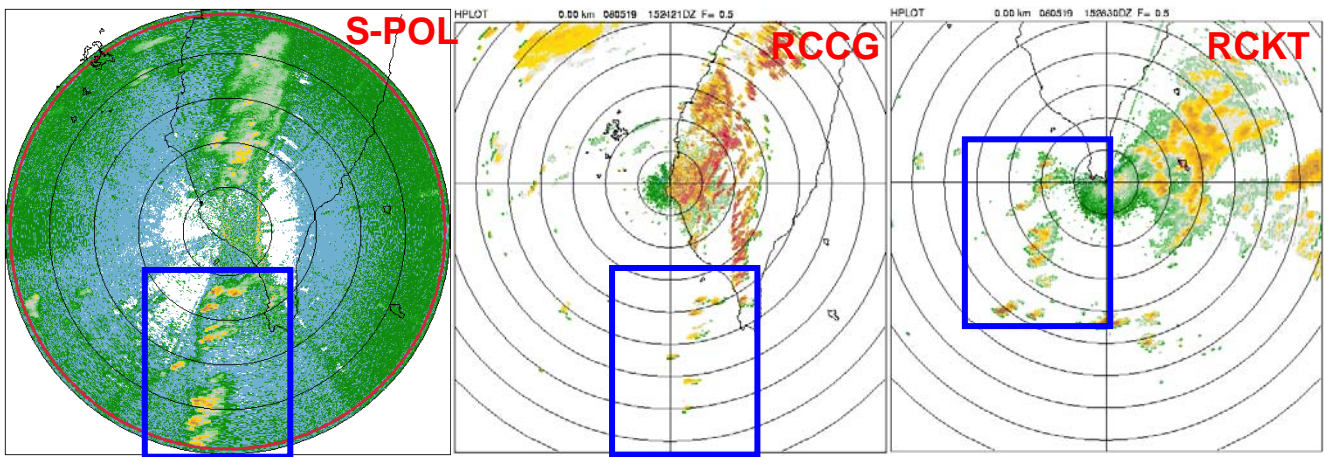 S-POL
HPLOT 0.00 km 080519 152421DZ F= 0.5
RCCG
HPLOT 0.00 km 080519 152630DZ F= 0.5
RCKT